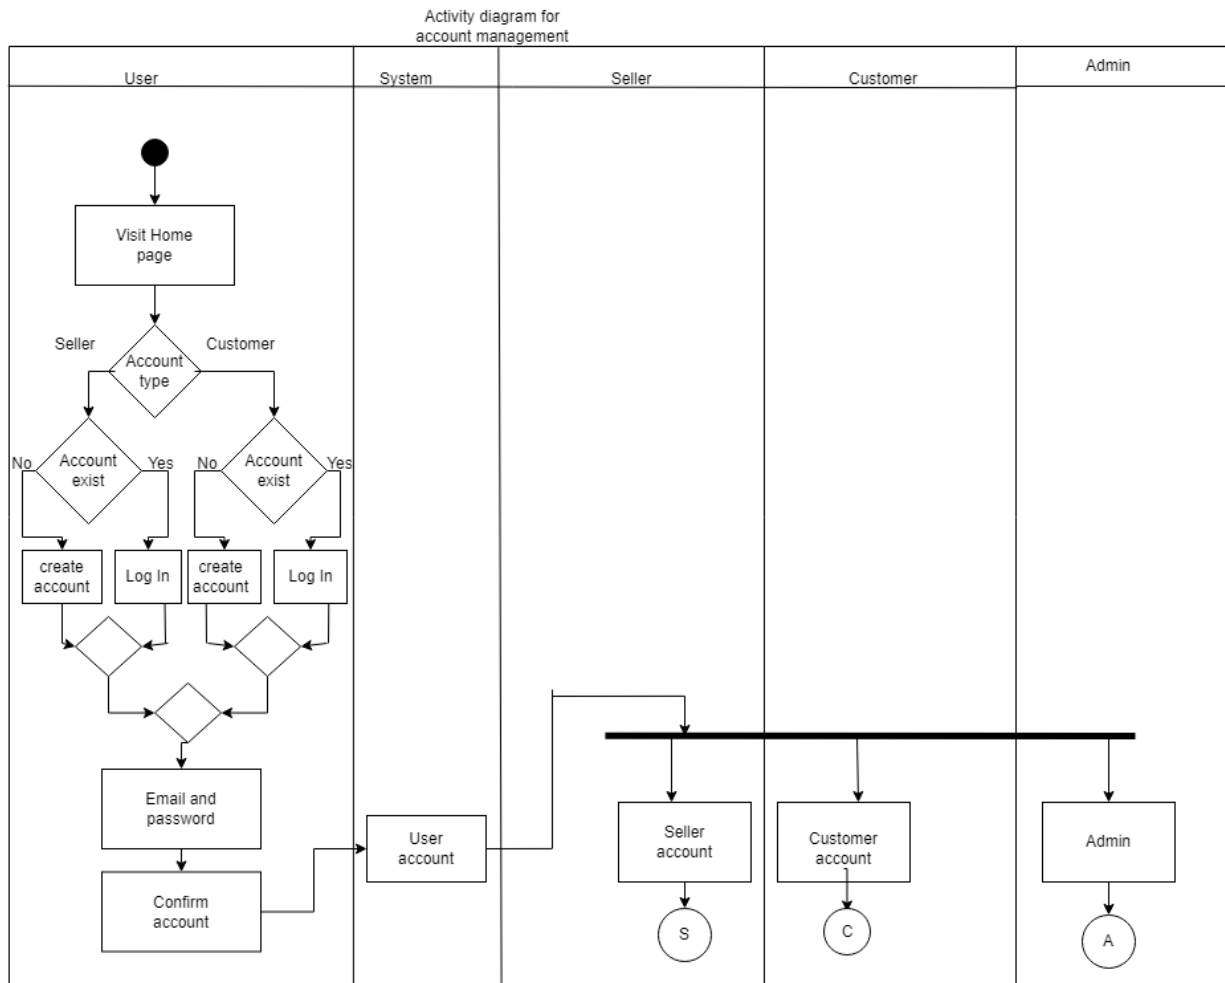 Activity diagram for
account management
User
System
Seller
Customer
Admin
Visit Home
page
Seller
Customer
Account
type
No
Account
exist
Yes
No
Account
exist
Yes
create
account
Log In
create
account
Log In
Email and
password
Confirm
account
User
account
Seller
account
Customer
account
Admin
S
C
A